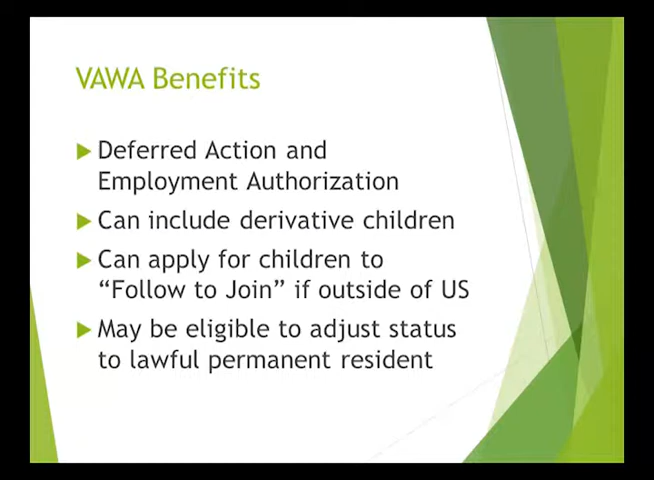 VAWA Benefits
Deferred Action and
Employment Authorization
Can include derivative children
Can apply for children to
“Follow to Join” if outside of US
May be eligible to adjust status
to lawful permanent resident